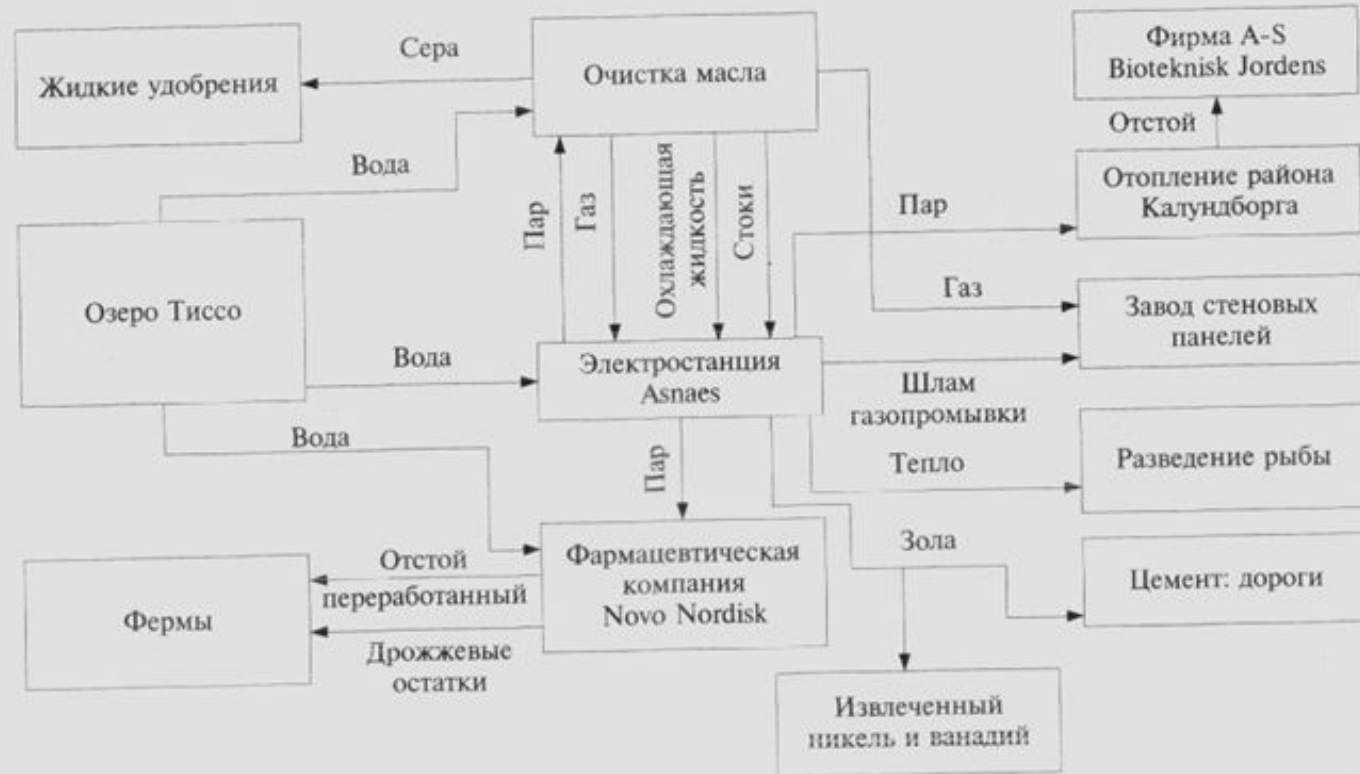 Жидкие удобрения
Сера
Очистка масла
Фирма A-S
Bioteknisk Jordens
Отстой
Вода
Пар
Газ
Охлаждающая
жидкость
Стоки
Пар
Отопление района
Калундборга
Озеро Тиссо
Газ
Завод стеновых
панелей
Вода
Электростанция
Asnaes
Шлам
газопромывки
Вода
Пар
Тепло
Разведение рыбы
Фермы
Отстой
переработанный
Дрожжевые
остатки
Фармацевтическая
компания
Novo Nordisk
Зола
Цемент: дороги
Извлеченный
никель и ванадий